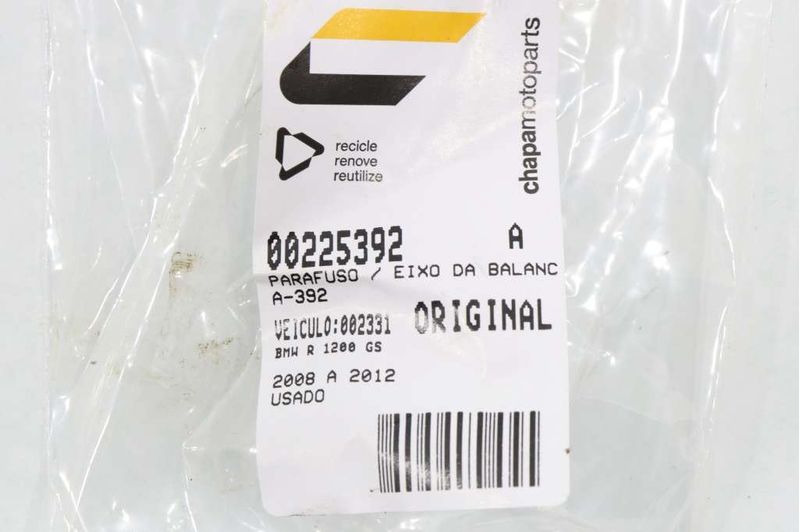 chapamotoparts
recicle
renove
reutilize
00225392 A
PARAFUSO / EIXO DA BALANC
A-392
VEICULO:002331 ORIGINAL
BMW R 1200 GS
2008 A 2012
USADO